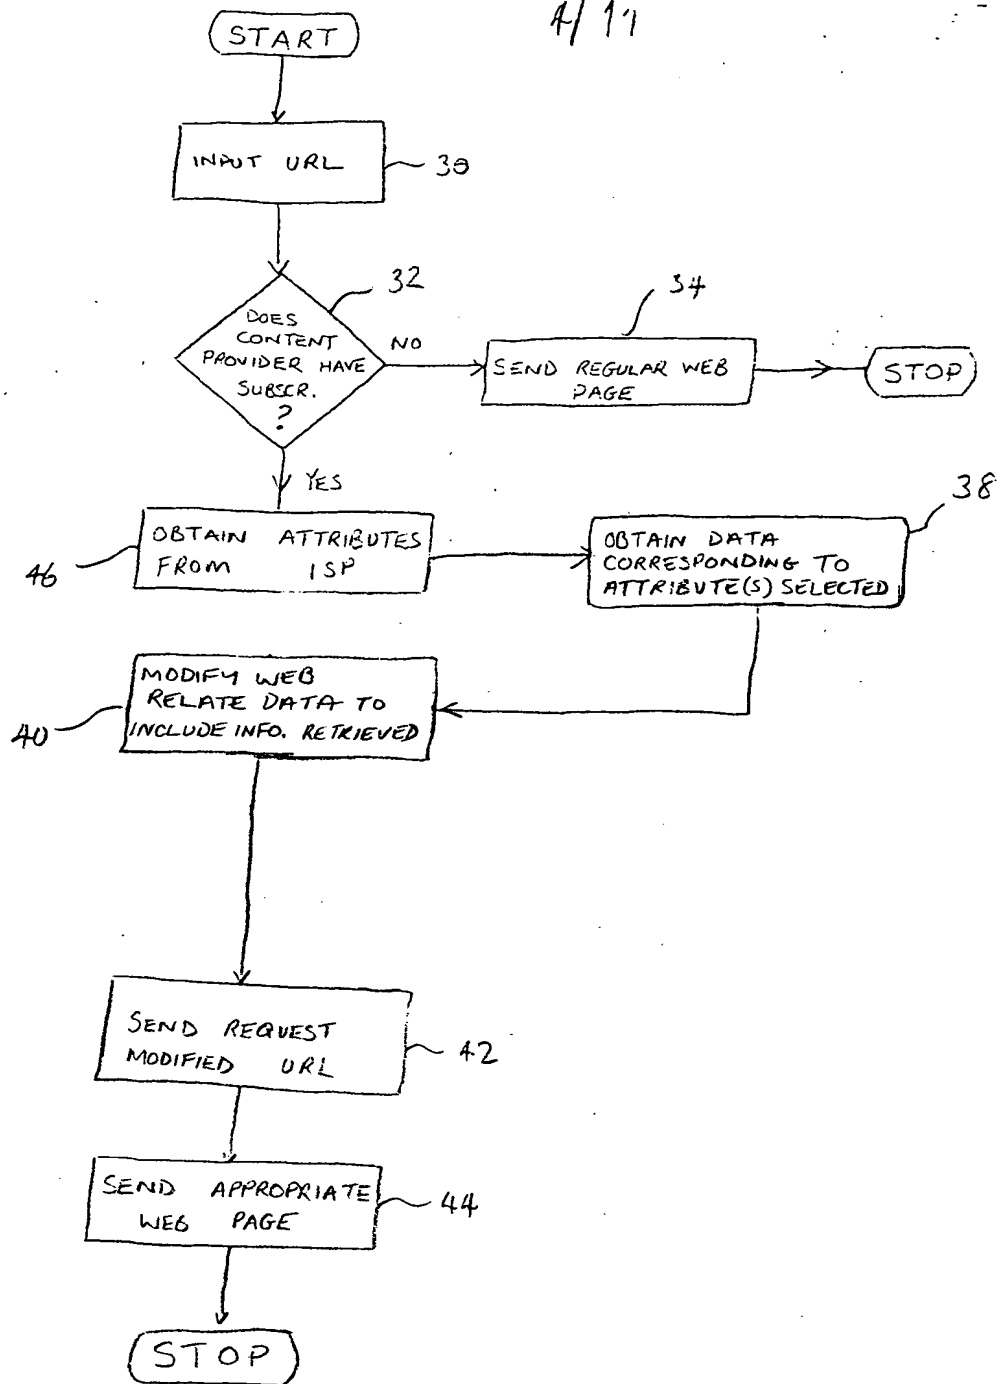 4/19
START
INPUT URL
30
32
DOES
CONTENT
PROVIDER HAVE
SUBSCR.
?
NO
34
SEND REGULAR WEB
PAGE
STOP
YES
46
OBTAIN ATTRIBUTES
FROM ISP
38
OBTAIN DATA
CORRESPONDING TO
ATTRIBUTE(S) SELECTED
40
MODIFY WEB
RELATE DATA TO
INCLUDE INFO. RETRIEVED
SEND REQUEST
MODIFIED URL
42
SEND APPROPRIATE
WEB PAGE
44
STOP